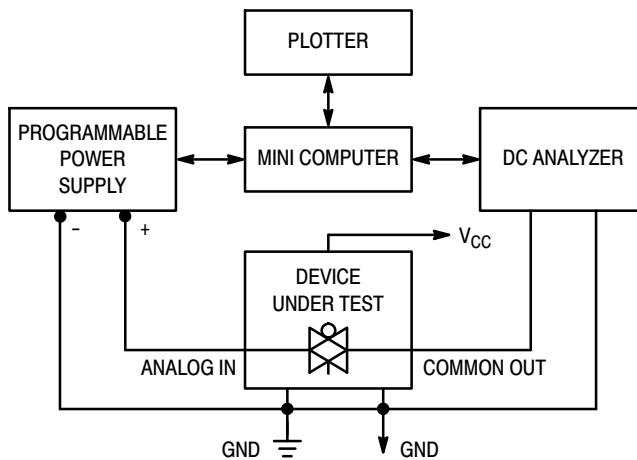 PLOTTER
PROGRAMMABLE
POWER
SUPPLY
MINI COMPUTER
DC ANALYZER
– +
VCC
DEVICE
UNDER TEST
ANALOG IN
COMMON OUT
GND
GND